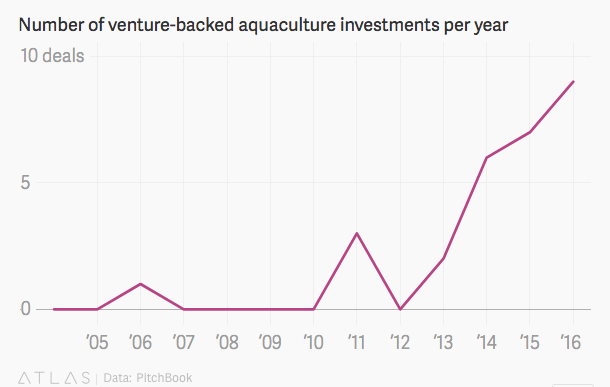 Number of venture-backed aquaculture investments per year
10 deals
5
0
'05 '06 '07 '08 '09 '10 '11 '12 '13 '14 '15 '16
ATLAS | Data: PitchBook